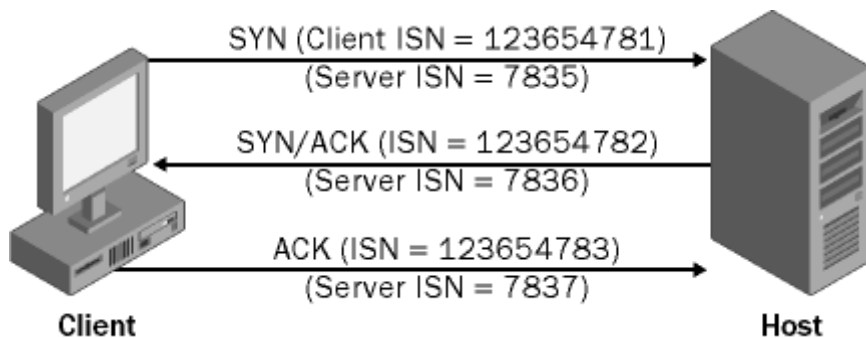 SYN (Client ISN = 123654781)
(Server ISN = 7835)
SYN/ACK (ISN = 123654782)
(Server ISN = 7836)
ACK (ISN = 123654783)
(Server ISN = 7837)
Client
Host